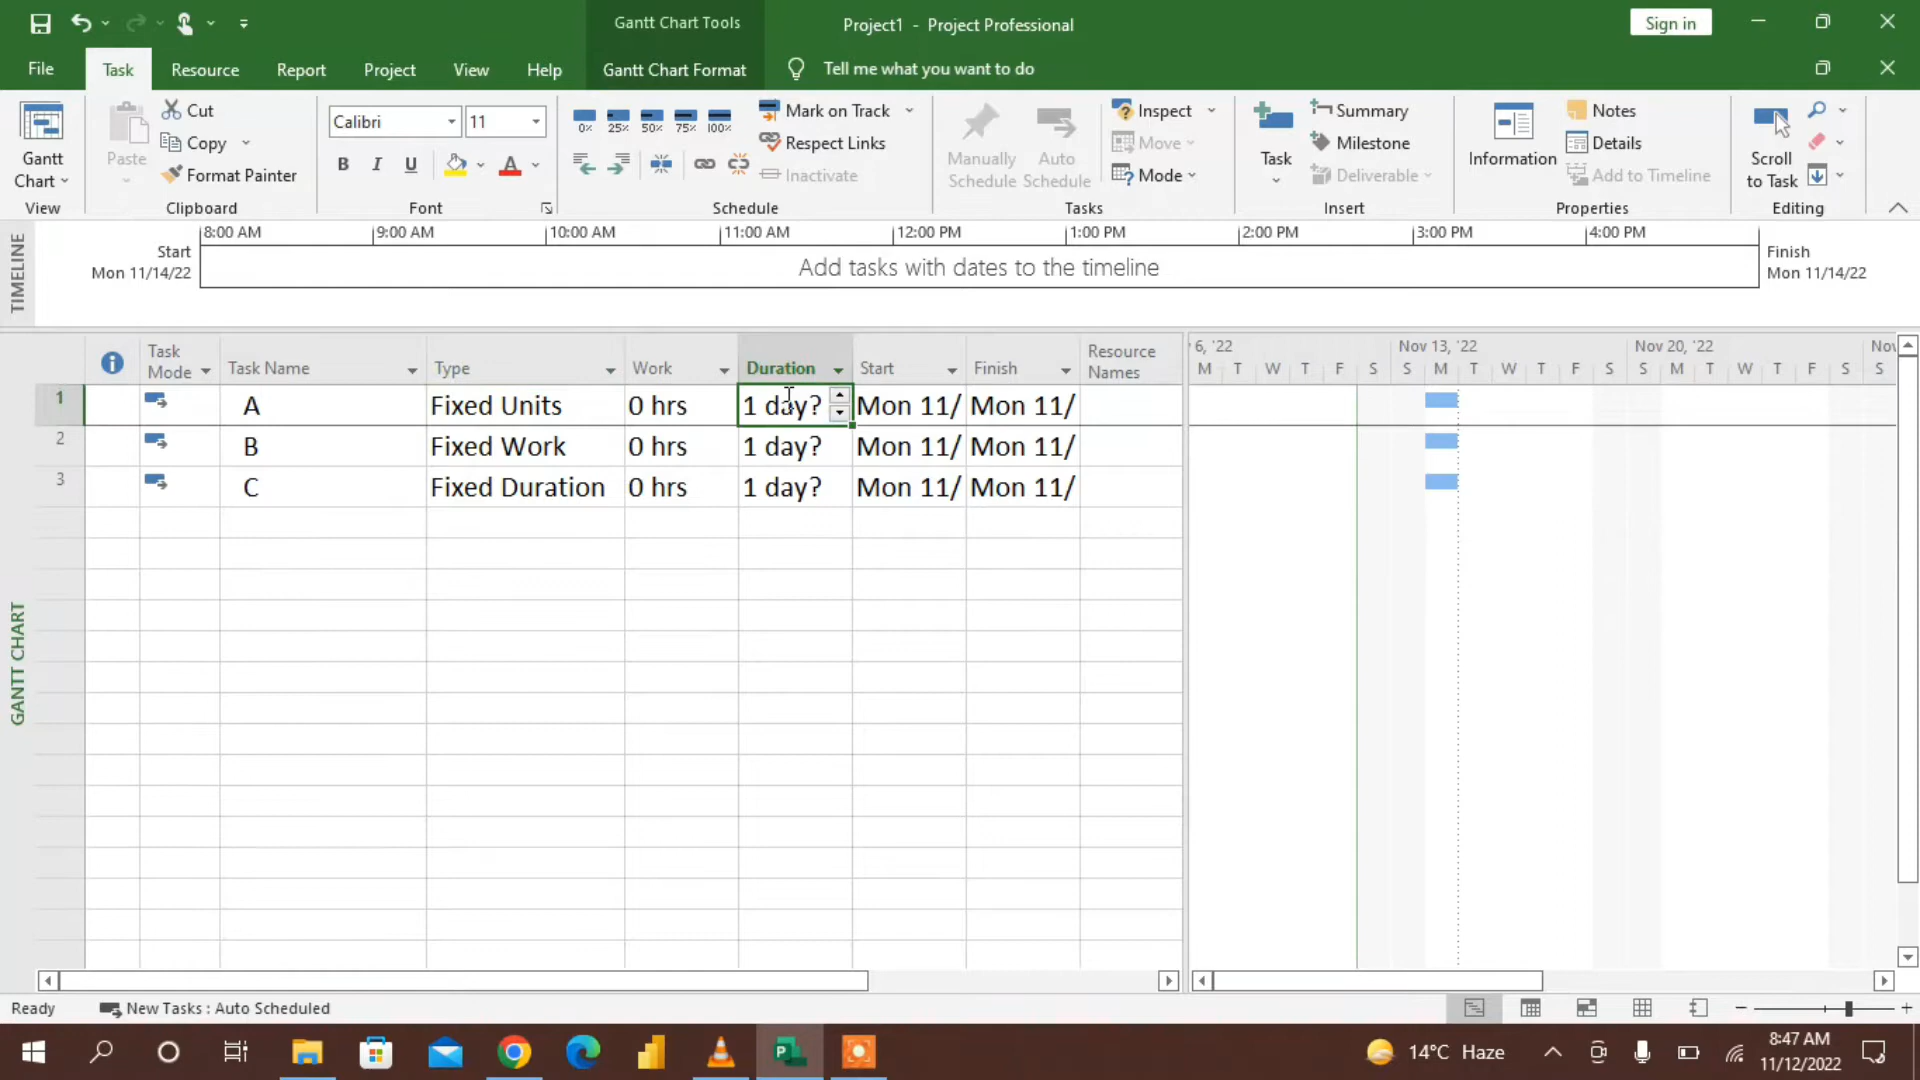 Gantt Chart Tools
Project1 - Project Professional
Sign in
File
Task
Resource
Report
Project
View
Help
Gantt Chart Format
Tell me what you want to do
Gantt
Chart
View
Paste
Cut
Copy
Format Painter
Clipboard
Calibri
11
B
I
U
A
Font
0%
25%
50%
75%
100%
Mark on Track
Respect Links
Inactivate
Schedule
Manually
Schedule
Auto
Schedule
Inspect
Move
Mode
Tasks
Task
Summary
Milestone
Deliverable
Insert
Information
Notes
Details
Add to Timeline
Properties
Scroll
to Task
Editing
TIMELINE
Start
Mon 11/14/22
8:00 AM
9:00 AM
10:00 AM
11:00 AM
12:00 PM
1:00 PM
2:00 PM
3:00 PM
4:00 PM
Add tasks with dates to the timeline
Finish
Mon 11/14/22
Task
Mode
Task Name
Type
Work
Duration
Start
Finish
Resource
Names
6, '22
Nov 13, '22
Nov 20, '22
Nov
M T W T F S S M T W T F S S M T W T F S S
1 A Fixed Units 0 hrs 1 day? Mon 11/ Mon 11/
2 B Fixed Work 0 hrs 1 day? Mon 11/ Mon 11/
3 C Fixed Duration 0 hrs 1 day? Mon 11/ Mon 11/
GANTT CHART
Ready
New Tasks : Auto Scheduled
14°C Haze
8:47 AM
11/12/2022